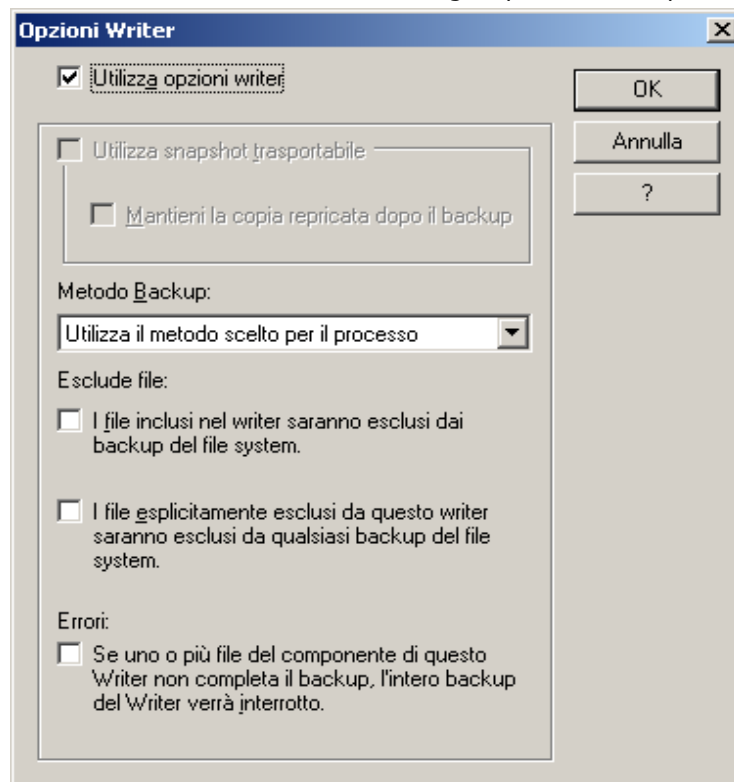 Opzioni Writer
Utilizza opzioni writer
OK
Annulla
?
Utilizza snapshot trasportabile
Mantieni la copia repricata dopo il backup
Metodo Backup:
Utilizza il metodo scelto per il processo
Esclude file:
I file inclusi nel writer saranno esclusi dai
backup del file system.
I file esplicitamente esclusi da questo writer
saranno esclusi da qualsiasi backup del file
system.
Errori:
Se uno o più file del componente di questo
Writer non completa il backup, l'intero backup
del Writer verrà interrotto.